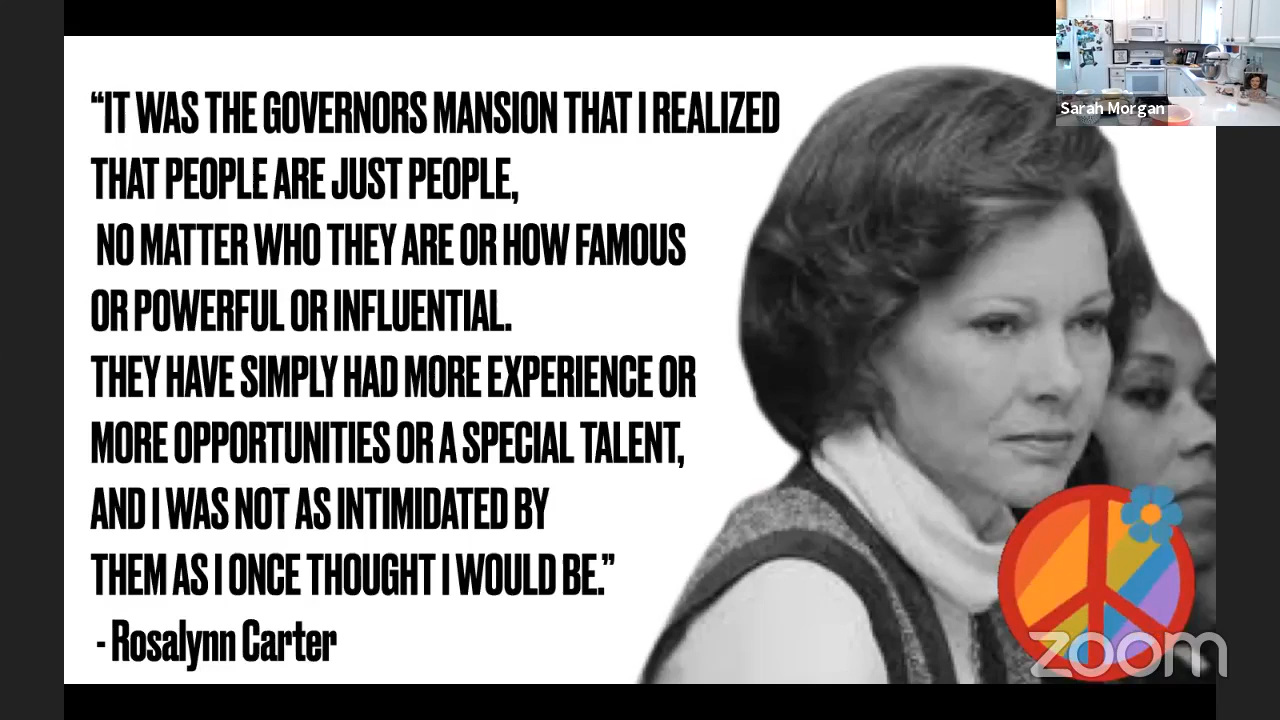 “IT WAS THE GOVERNORS MANSION THAT I REALIZED
THAT PEOPLE ARE JUST PEOPLE,
NO MATTER WHO THEY ARE OR HOW FAMOUS
OR POWERFUL OR INFLUENTIAL.
THEY HAVE SIMPLY HAD MORE EXPERIENCE OR
MORE OPPORTUNITIES OR A SPECIAL TALENT,
AND I WAS NOT AS INTIMIDATED BY
THEM AS I ONCE THOUGHT I WOULD BE.”
- Rosalynn Carter
Sarah Morgan
zoom